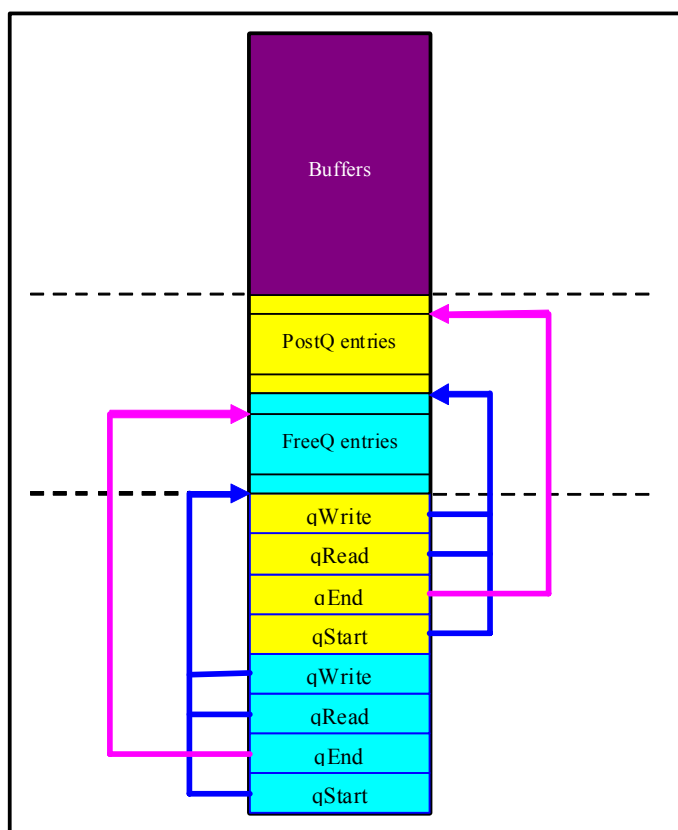 Buffers
PostQ entries
FreeQ entries
qWrite
qRead
qEnd
qStart
qWrite
qRead
qEnd
qStart